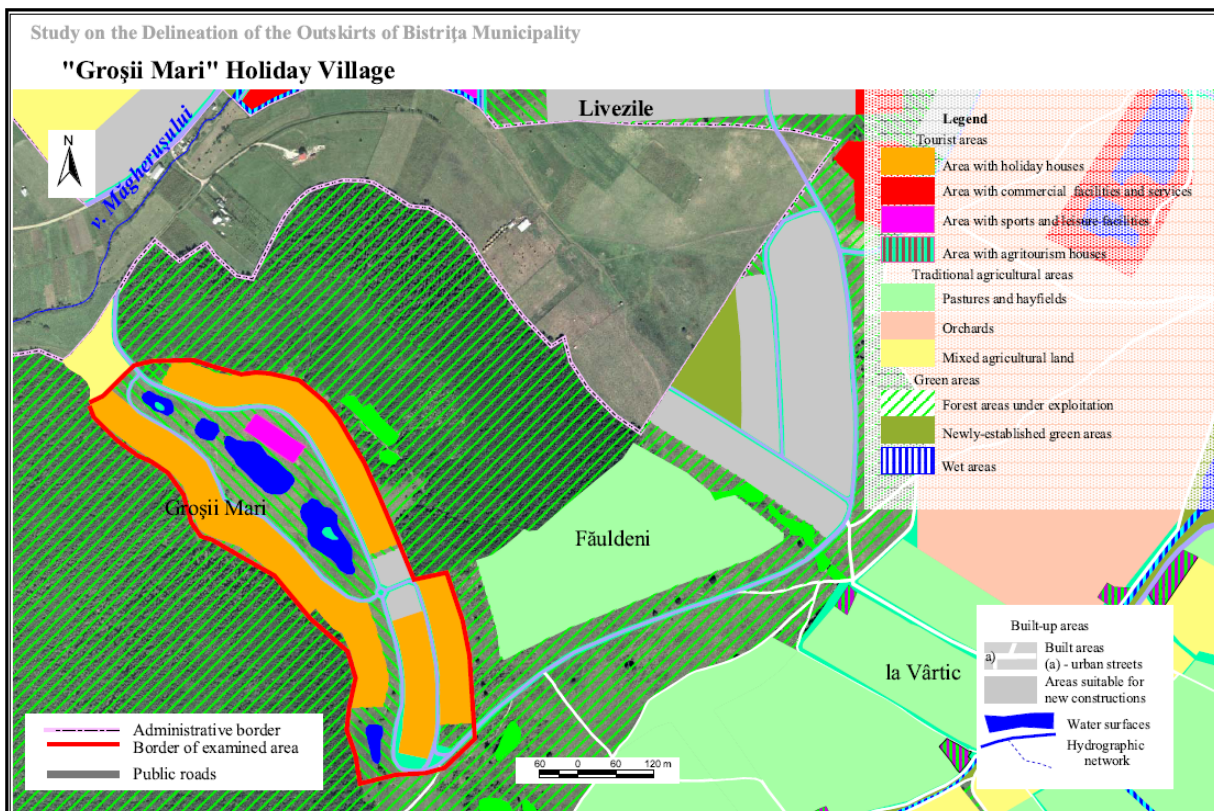 Study on the Delineation of the Outskirts of Bistrița Municipality
"Groşii Mari" Holiday Village
Livezile
N
v. Măgheruşului
Legend
Tourist areas
Area with holiday houses
Area with commercial facilities and services
Area with sports and leisure facilities
Area with agritourism houses
Traditional agricultural areas
Pastures and hayfields
Orchards
Mixed agricultural land
Green areas
Forest areas under exploitation
Newly-established green areas
Wet areas
Groşii Mari
Făuldeni
la Vârtic
Built-up areas
a)
Built areas
(a) - urban streets
Areas suitable for
new constructions
Water surfaces
Hydrographic
network
Administrative border
Border of examined area
Public roads
60 0 60 120 m